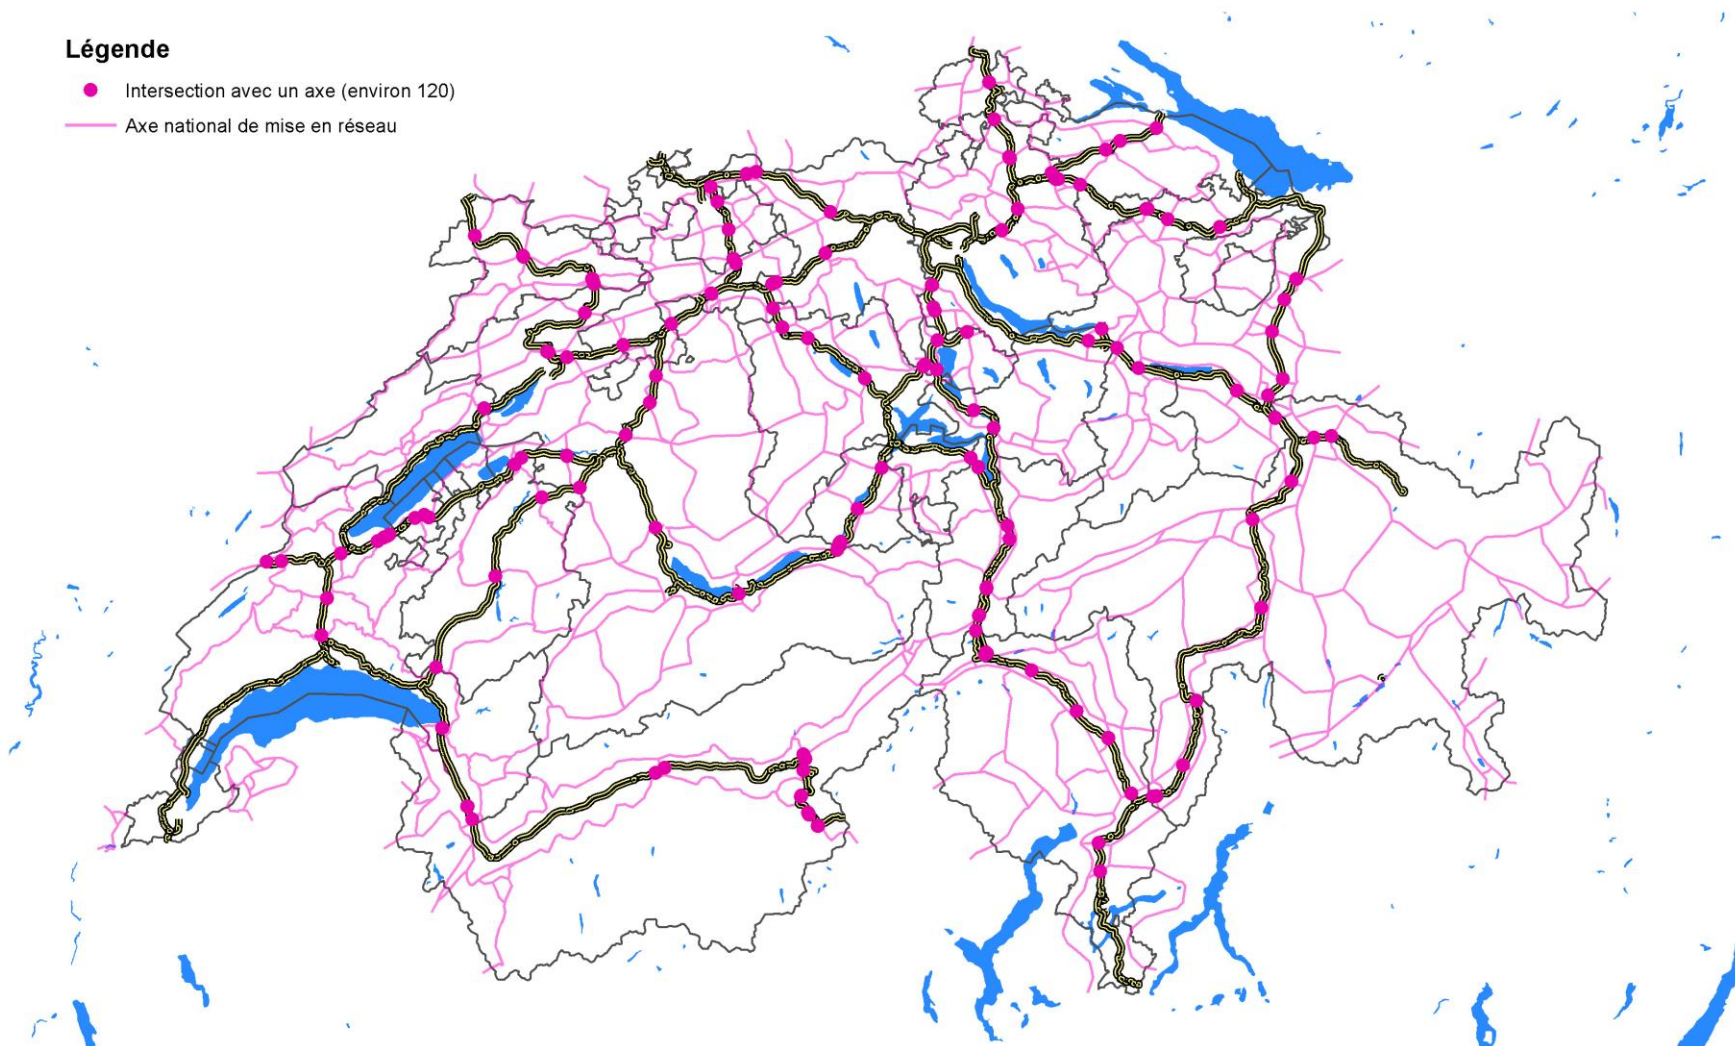 Légende
Intersection avec un axe (environ 120)
Axe national de mise en réseau